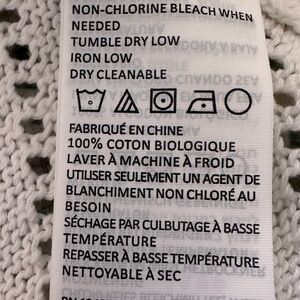 NON-CHLORINE BLEACH WHEN
NEEDED
TUMBLE DRY LOW
IRON LOW
DRY CLEANABLE
FABRIQUÉ EN CHINE
100% COTON BIOLOGIQUE
LAVER À MACHINE À FROID
UTILISER SEULEMENT UN AGENT DE
BLANCHIMENT NON CHLORÉ AU
BESOIN
SÉCHAGE PAR CULBUTAGE À BASSE
TEMPÉRATURE
REPASSER À BASSE TEMPÉRATURE
NETTOYABLE À SEC